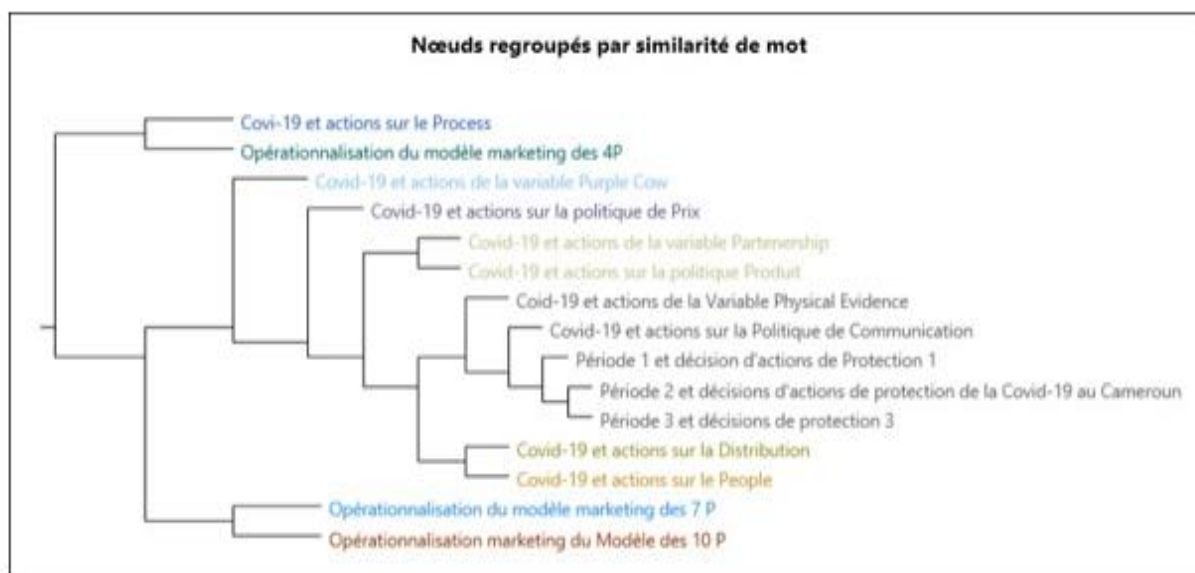 Nœuds regroupés par similarité de mot
Covi-19 et actions sur le Process
Opérationnalisation du modèle marketing des 4P
Covid-19 et actions de la variable Purple Cow
Covid-19 et actions sur la politique de Prix
Covid-19 et actions de la variable Partenership
Covid-19 et actions sur la politique Produit
Coid-19 et actions de la Variable Physical Evidence
Covid-19 et actions sur la Politique de Communication
Période 1 et décision d'actions de Protection 1
Période 2 et décisions d'actions de protection de la Covid-19 au Cameroun
Période 3 et décisions de protection 3
Covid-19 et actions sur la Distribution
Covid-19 et actions sur le People
Opérationnalisation du modèle marketing des 7 P
Opérationnalisation marketing du Modèle des 10 P